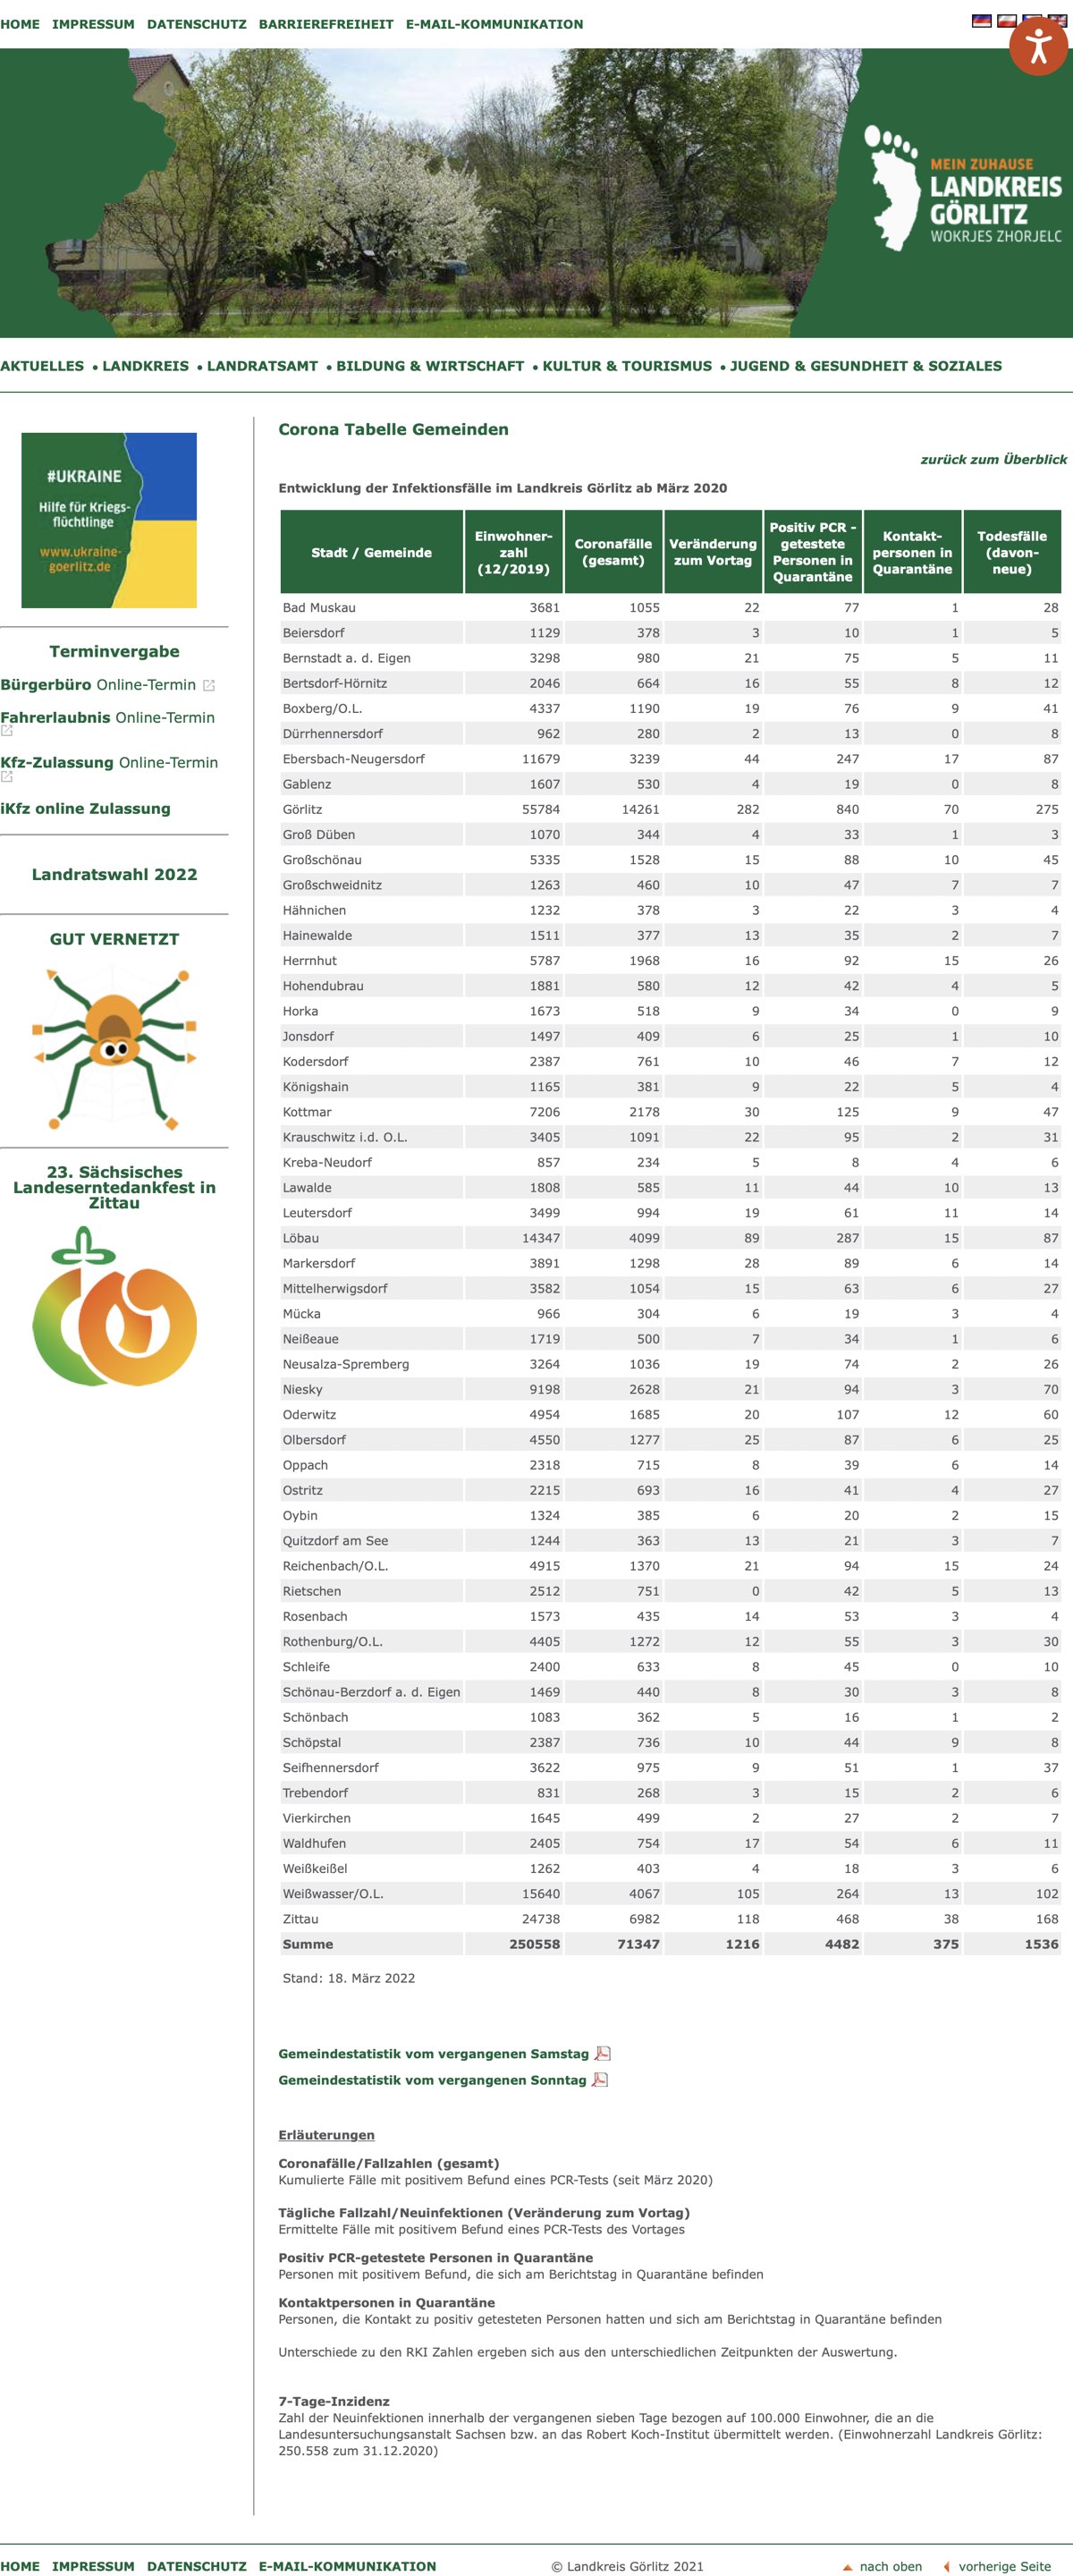 HOME IMPRESSUM DATENSCHUTZ BARRIEREFREIHEIT E-MAIL-KOMMUNIKATION
MEIN ZUHAUSE
LANDKREIS
GÖRLITZ
WOKRJES ZHORJELC
AKTUELLES • LANDKREIS • LANDRATSAMT • BILDUNG & WIRTSCHAFT • KULTUR & TOURISMUS • JUGEND & GESUNDHEIT & SOZIALES
#UKRAINE
Hilfe für Kriegs-
flüchtlinge
www.ukraine-
goerlitz.de
Terminvergabe
Bürgerbüro Online-Termin
Fahrerlaubnis Online-Termin
Kfz-Zulassung Online-Termin
iKfz online Zulassung
Landratswahl 2022
GUT VERNETZT
23. Sächsisches
Landeserntedankfest in
Zittau
Corona Tabelle Gemeinden
zurück zum Überblick
Entwicklung der Infektionsfälle im Landkreis Görlitz ab März 2020
Stadt / Gemeinde
Einwohner-
zahl
(12/2019)
Coronafälle
(gesamt)
Veränderung
zum Vortag
Positiv PCR -
getestete
Personen in
Quarantäne
Kontakt-
personen in
Quarantäne
Todesfälle
(davon-
neue)
Bad Muskau 3681 1055 22 77 1 28
Beiersdorf 1129 378 3 10 1 5
Bernstadt a. d. Eigen 3298 980 21 75 5 11
Bertsdorf-Hörnitz 2046 664 16 55 8 12
Boxberg/O.L. 4337 1190 19 76 9 41
Dürrhennersdorf 962 280 2 13 0 8
Ebersbach-Neugersdorf 11679 3239 44 247 17 87
Gablenz 1607 530 4 19 0 8
Görlitz 55784 14261 282 840 70 275
Groß Düben 1070 344 4 33 1 3
Großschönau 5335 1528 15 88 10 45
Großschweidnitz 1263 460 10 47 7 7
Hähnichen 1232 378 3 22 3 4
Hainewalde 1511 377 13 35 2 7
Herrnhut 5787 1968 16 92 15 26
Hohendubrau 1881 580 12 42 4 5
Horka 1673 518 9 34 0 9
Jonsdorf 1497 409 6 25 1 10
Kodersdorf 2387 761 10 46 7 12
Königshain 1165 381 9 22 5 4
Kottmar 7206 2178 30 125 9 47
Krauschwitz i.d. O.L. 3405 1091 22 95 2 31
Kreba-Neudorf 857 234 5 8 4 6
Lawalde 1808 585 11 44 10 13
Leutersdorf 3499 994 19 61 11 14
Löbau 14347 4099 89 287 15 87
Markersdorf 3891 1298 28 89 6 14
Mittelherwigsdorf 3582 1054 15 63 6 27
Mücka 966 304 6 19 3 4
Neißeaue 1719 500 7 34 1 6
Neusalza-Spremberg 3264 1036 19 74 2 26
Niesky 9198 2628 21 94 3 70
Oderwitz 4954 1685 20 107 12 60
Olbersdorf 4550 1277 25 87 6 25
Oppach 2318 715 8 39 6 14
Ostritz 2215 693 16 41 4 27
Oybin 1324 385 6 20 2 15
Quitzdorf am See 1244 363 13 21 3 7
Reichenbach/O.L. 4915 1370 21 94 15 24
Rietschen 2512 751 0 42 5 13
Rosenbach 1573 435 14 53 3 4
Rothenburg/O.L. 4405 1272 12 55 3 30
Schleife 2400 633 8 45 0 10
Schönau-Berzdorf a. d. Eigen 1469 440 8 30 3 8
Schönbach 1083 362 5 16 1 2
Schöpstal 2387 736 10 44 9 8
Seifhennersdorf 3622 975 9 51 1 37
Trebendorf 831 268 3 15 2 6
Vierkirchen 1645 499 2 27 2 7
Waldhufen 2405 754 17 54 6 11
Weißkeißel 1262 403 4 18 3 6
Weißwasser/O.L. 15640 4067 105 264 13 102
Zittau 24738 6982 118 468 38 168
Summe 250558 71347 1216 4482 375 1536
Stand: 18. März 2022
Gemeindestatistik vom vergangenen Samstag
Gemeindestatistik vom vergangenen Sonntag
Erläuterungen
Coronafälle/Fallzahlen (gesamt)
Kumulierte Fälle mit positivem Befund eines PCR-Tests (seit März 2020)
Tägliche Fallzahl/Neuinfektionen (Veränderung zum Vortag)
Ermittelte Fälle mit positivem Befund eines PCR-Tests des Vortages
Positiv PCR-getestete Personen in Quarantäne
Personen mit positivem Befund, die sich am Berichtstag in Quarantäne befinden
Kontaktpersonen in Quarantäne
Personen, die Kontakt zu positiv getesteten Personen hatten und sich am Berichtstag in Quarantäne befinden
Unterschiede zu den RKI Zahlen ergeben sich aus den unterschiedlichen Zeitpunkten der Auswertung.
7-Tage-Inzidenz
Zahl der Neuinfektionen innerhalb der vergangenen sieben Tage bezogen auf 100.000 Einwohner, die an die
Landesuntersuchungsanstalt Sachsen bzw. an das Robert Koch-Institut übermittelt werden. (Einwohnerzahl Landkreis Görlitz:
250.558 zum 31.12.2020)
HOME IMPRESSUM DATENSCHUTZ E-MAIL-KOMMUNIKATION © Landkreis Görlitz 2021 nach oben vorherige Seite